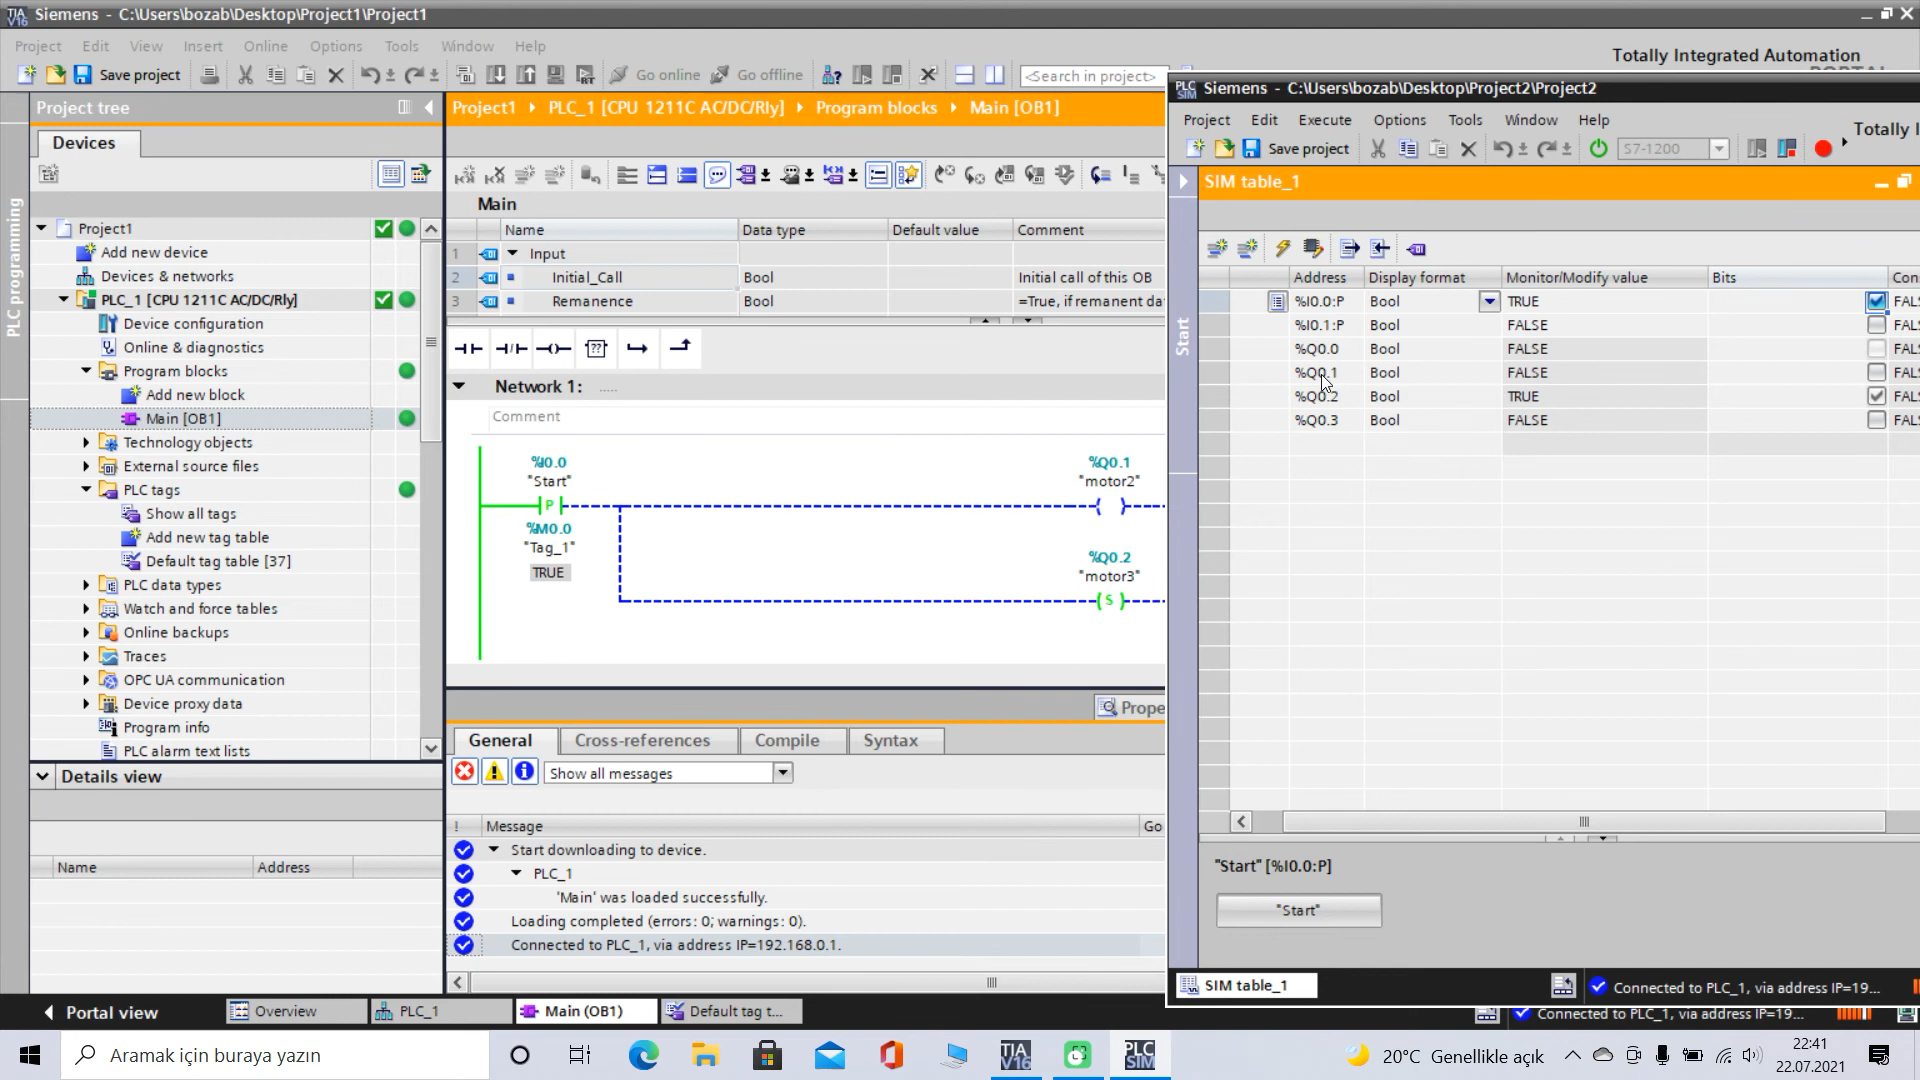 TIA V16 Siemens - C:\Users\bozab\Desktop\Project1\Project1
Project Edit View Insert Online Options Tools Window Help
Totally Integrated Automation
Save project
Go online
Go offline
<Search in project>
Project tree
Devices
PLC programming
Project1
Add new device
Devices & networks
PLC_1 [CPU 1211C AC/DC/Rly]
Device configuration
Online & diagnostics
Program blocks
Add new block
Main [OB1]
Technology objects
External source files
PLC tags
Show all tags
Add new tag table
Default tag table [37]
PLC data types
Watch and force tables
Online backups
Traces
OPC UA communication
Device proxy data
Program info
PLC alarm text lists
Details view
Name Address
Project1 PLC_1 [CPU 1211C AC/DC/Rly] Program blocks Main [OB1]
Main
Name Data type Default value Comment
1 Input
2 Initial_Call Bool Initial call of this OB
3 Remanence Bool =True, if remanent da
??
Network 1: .....
Comment
%I0.0
"Start"
P
%M0.0
"Tag_1"
TRUE
%Q0.1
"motor2"
%Q0.2
"motor3"
S
Prope
General Cross-references Compile Syntax
Show all messages
! Message Go
Start downloading to device.
PLC_1
'Main' was loaded successfully.
Loading completed (errors: 0; warnings: 0).
Connected to PLC_1, via address IP=192.168.0.1.
PLC SIM Siemens - C:\Users\bozab\Desktop\Project2\Project2
Project Edit Execute Options Tools Window Help
Totally I
Save project
S7-1200
SIM table_1
Start
Address Display format Monitor/Modify value Bits Con
%I0.0:P Bool TRUE FALS
%I0.1:P Bool FALSE FALS
%Q0.0 Bool FALSE FALS
%Q0.1 Bool FALSE FALS
%Q0.2 Bool TRUE FALS
%Q0.3 Bool FALSE FALS
"Start" [%I0.0:P]
"Start"
SIM table_1
Connected to PLC_1, via address IP=19...
Portal view
Overview
PLC_1
Main (OB1)
Default tag t...
Connected to PLC_1, via address IP=19...
Aramak için buraya yazın
TIA V16
PLC SIM
20°C Genellikle açık
22:41
22.07.2021